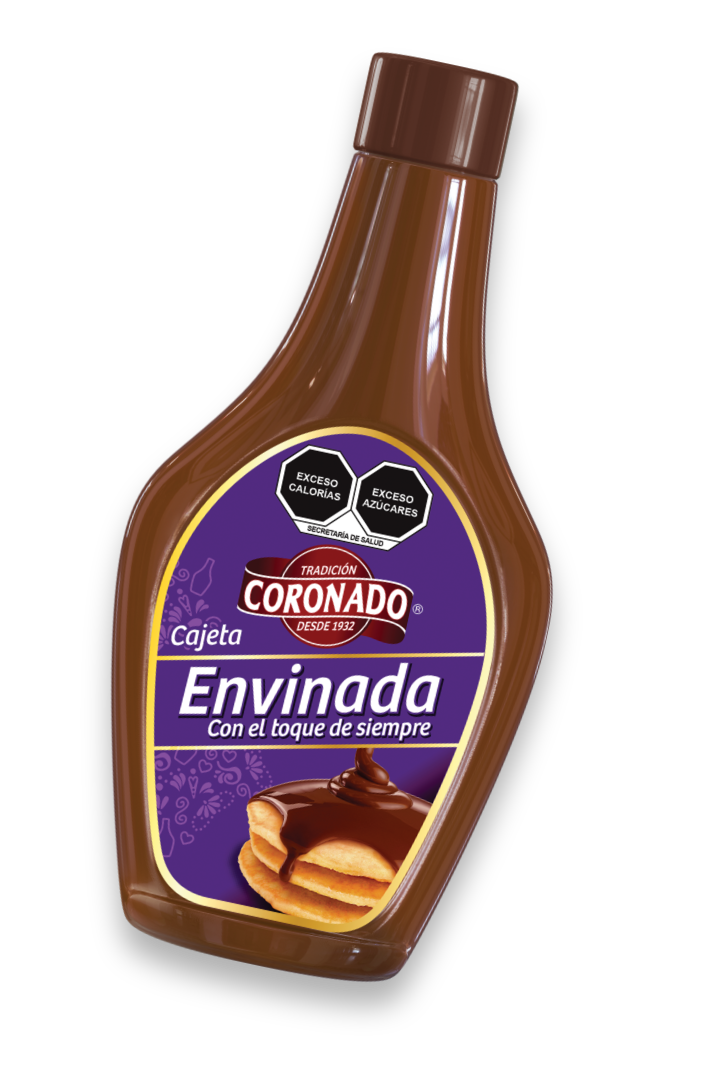 EXCESO
CALORÍAS
EXCESO
AZÚCARES
SECRETARÍA DE SALUD
TRADICIÓN
CORONADO®
DESDE 1932
Cajeta
Envinada
Con el toque de siempre